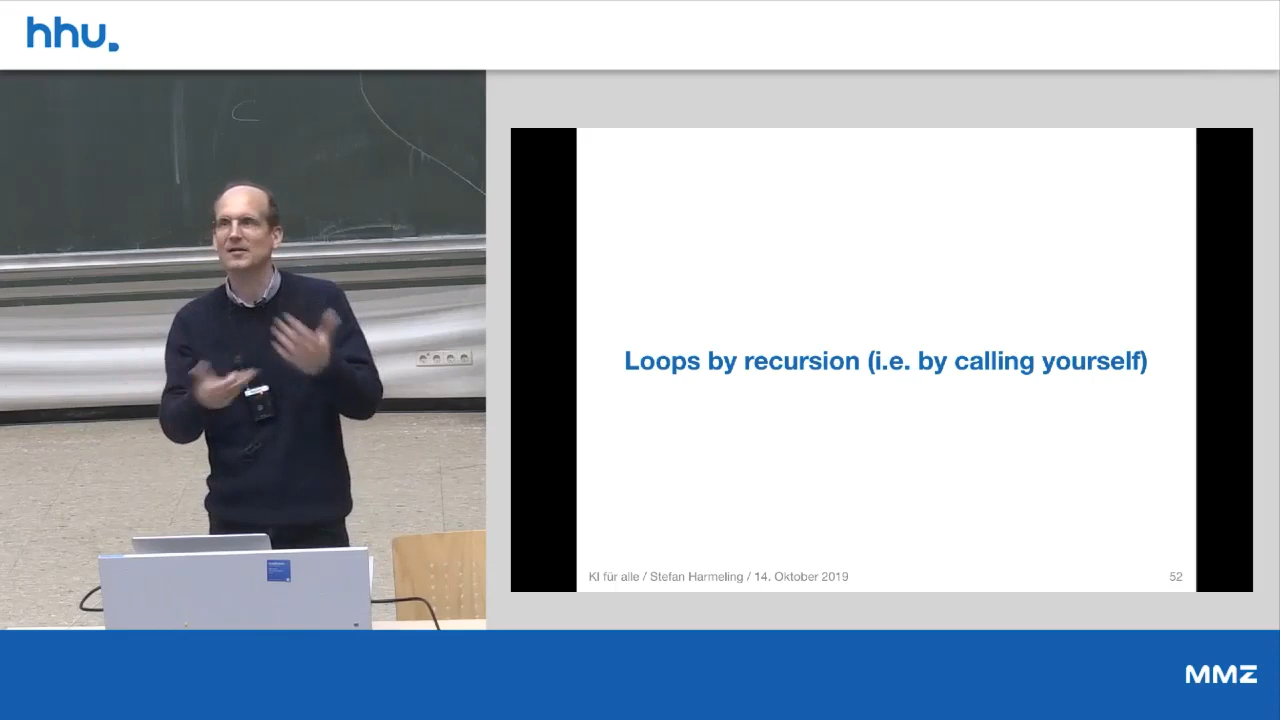 hhu.
Loops by recursion (i.e. by calling yourself)
KI für alle / Stefan Harmeling / 14. Oktober 2019
52
MMZ